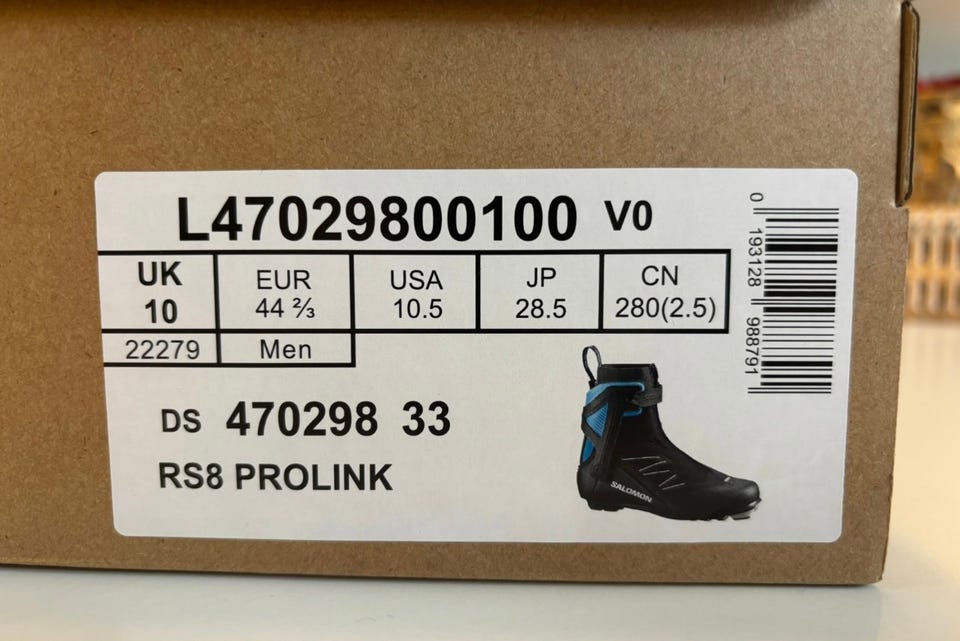 L47029800100 V0
UK EUR USA JP CN
10 44 ⅔ 10.5 28.5 280(2.5)
22279 Men
DS 470298 33
RS8 PROLINK
SALOMON
0 193128 988791